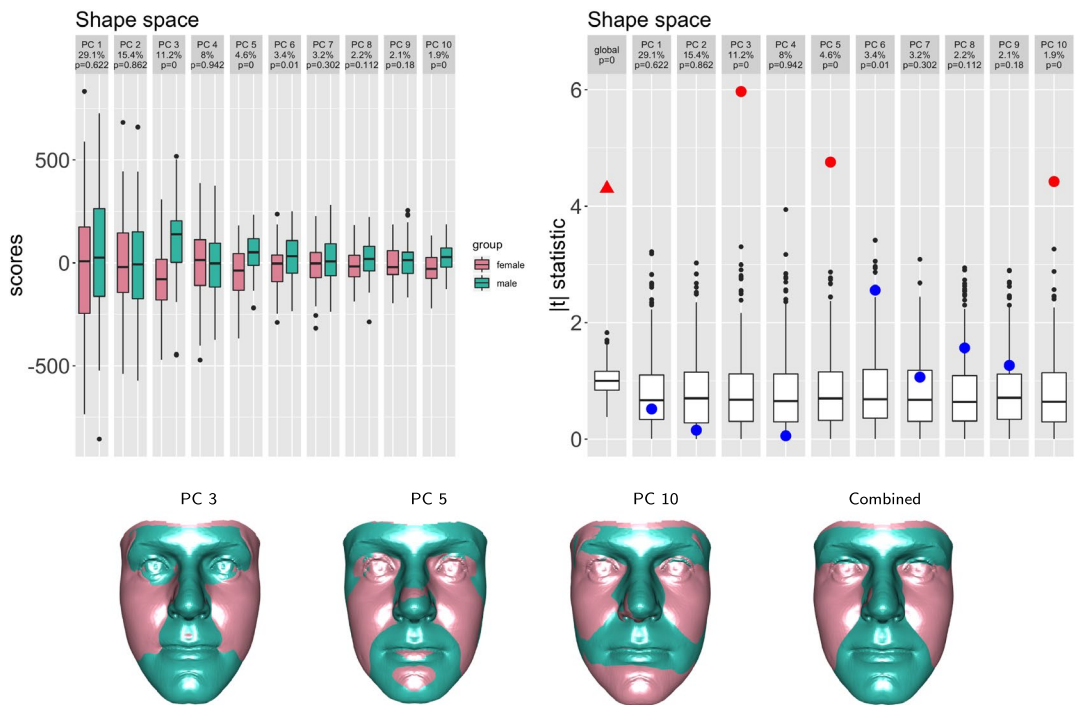 Shape space
PC 1 PC 2 PC 3 PC 4 PC 5 PC 6 PC 7 PC 8 PC 9 PC 10
29.1% 15.4% 11.2% 8% 4.6% 3.4% 3.2% 2.2% 2.1% 1.9%
p=0.622 p=0.862 p=0 p=0.942 p=0 p=0.01 p=0.302 p=0.112 p=0.18 p=0
500
0
-500
scores
group
female
male
Shape space
global PC 1 PC 2 PC 3 PC 4 PC 5 PC 6 PC 7 PC 8 PC 9 PC 10
p=0 29.1% 15.4% 11.2% 8% 4.6% 3.4% 3.2% 2.2% 2.1% 1.9%
p=0.622 p=0.862 p=0 p=0.942 p=0 p=0.01 p=0.302 p=0.112 p=0.18 p=0
6
4
2
0
|t| statistic
PC 3 PC 5 PC 10 Combined